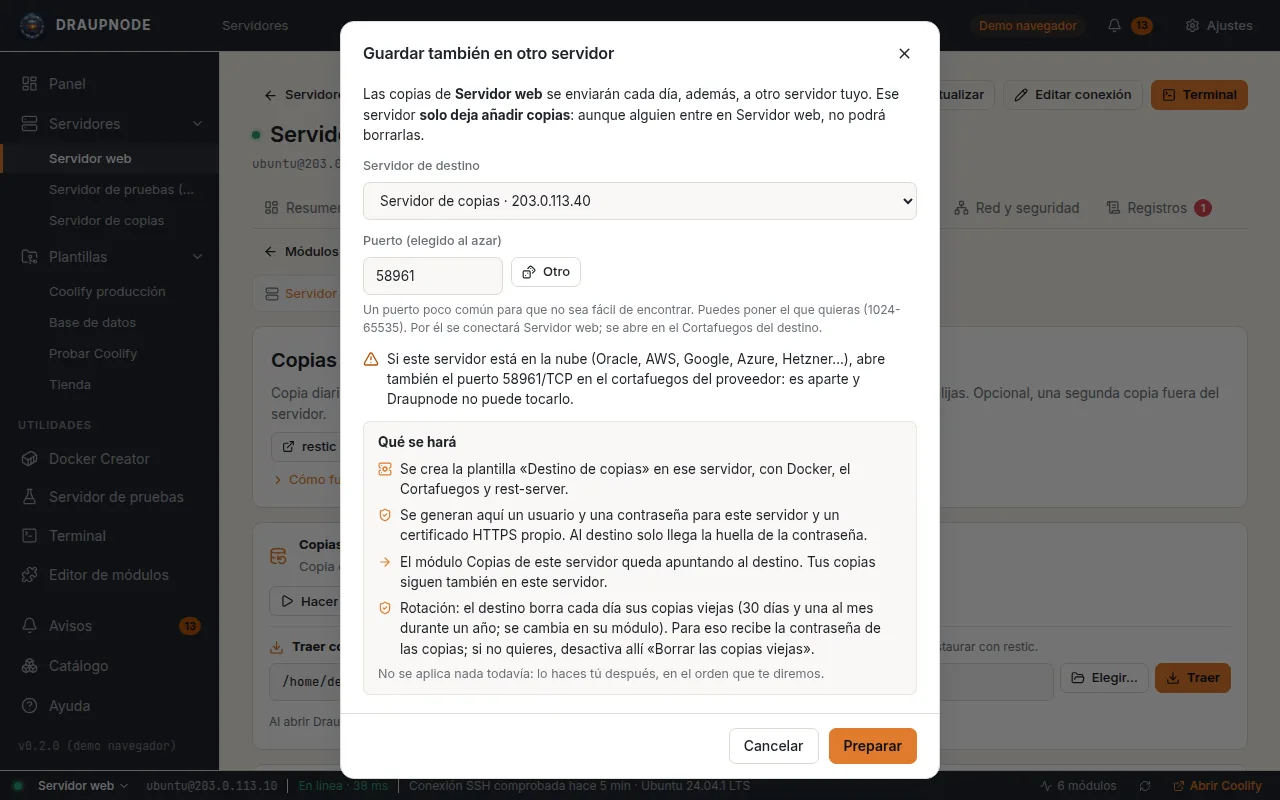 DRAUPNODE
Servidores
Demo navegador
13
Ajustes
Panel
Servidores
Servidor web
Servidor de pruebas (...
Servidor de copias
Plantillas
Coolify producción
Base de datos
Probar Coolify
Tienda
UTILIDADES
Docker Creator
Servidor de pruebas
Terminal
Editor de módulos
Avisos
13
Catálogo
Ayuda
v0.2.0 (demo navegador)
Editar conexión
Terminal
ubuntu@203.0
Red y seguridad
Registros
1
Módulos
Servidor
Copias
Copia diari
lijas. Opcional, una segunda copia fuera del
servidor.
restic
Copias
Copia
Hacer
staurar con restic.
Elegir...
Traer
Guardar también en otro servidor
Las copias de Servidor web se enviarán cada día, además, a otro servidor tuyo. Ese
servidor solo deja añadir copias: aunque alguien entre en Servidor web, no podrá
borrarlas.
Servidor de destino
Servidor de copias · 203.0.113.40
Puerto (elegido al azar)
58961
Otro
Un puerto poco común para que no sea fácil de encontrar. Puedes poner el que quieras (1024-
65535). Por él se conectará Servidor web; se abre en el Cortafuegos del destino.
Si este servidor está en la nube (Oracle, AWS, Google, Azure, Hetzner...), abre
también el puerto 58961/TCP en el cortafuegos del proveedor: es aparte y
Draupnode no puede tocarlo.
Qué se hará
Se crea la plantilla «Destino de copias» en ese servidor, con Docker, el
Cortafuegos y rest-server.
Se generan aquí un usuario y una contraseña para este servidor y un
certificado HTTPS propio. Al destino solo llega la huella de la contraseña.
El módulo Copias de este servidor queda apuntando al destino. Tus copias
siguen también en este servidor.
Rotación: el destino borra cada día sus copias viejas (30 días y una al mes
durante un año; se cambia en su módulo). Para eso recibe la contraseña de
las copias; si no quieres, desactiva allí «Borrar las copias viejas».
No se aplica nada todavía: lo haces tú después, en el orden que te diremos.
Cancelar
Preparar
Servidor web
ubuntu@203.0.113.10
En línea · 38 ms
Conexión SSH comprobada hace 5 min · Ubuntu 24.04.1 LTS
6 módulos
Abrir Coolify